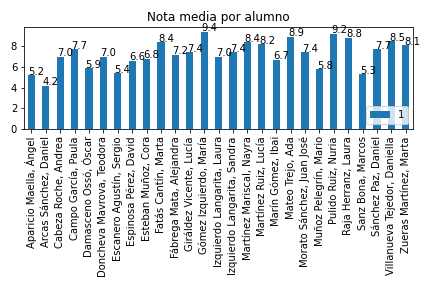 Nota media por alumno
8
6
4
2
0
5.2
4.2
7.0
7.7
5.9
7.0
5.4
6.6
6.8
8.4
7.2
7.4
9.4
7.0
7.4
8.4
8.2
6.7
8.9
7.4
5.8
9.2
8.8
5.3
7.7
8.5
8.1
1
Aparicio Maella, Ángel
Arcas Sánchez, Daniel
Cabeza Roche, Andrea
Campo García, Paula
Damasceno Ossó, Óscar
Doncheva Mavrova, Teodora
Escanero Agustín, Sergio
Espinosa Pérez, David
Esteban Muñoz, Cora
Fatás Cantín, Marta
Fábrega Mata, Alejandra
Giráldez Vicente, Lucía
Gómez Izquierdo, María
Izquierdo Langarita, Laura
Izquierdo Langarita, Sandra
Martínez Mariscal, Nayra
Martínez Ruiz, Lucía
Marín Gómez, Ibai
Mateo Trejo, Ada
Morato Sánchez, Juan José
Muñoz Pelegrín, Mario
Pulido Ruiz, Nuria
Raja Herranz, Laura
Sanz Bona, Marcos
Sánchez Paz, Daniel
Villanueva Tejedor, Daniella
Zueras Martínez, Marta